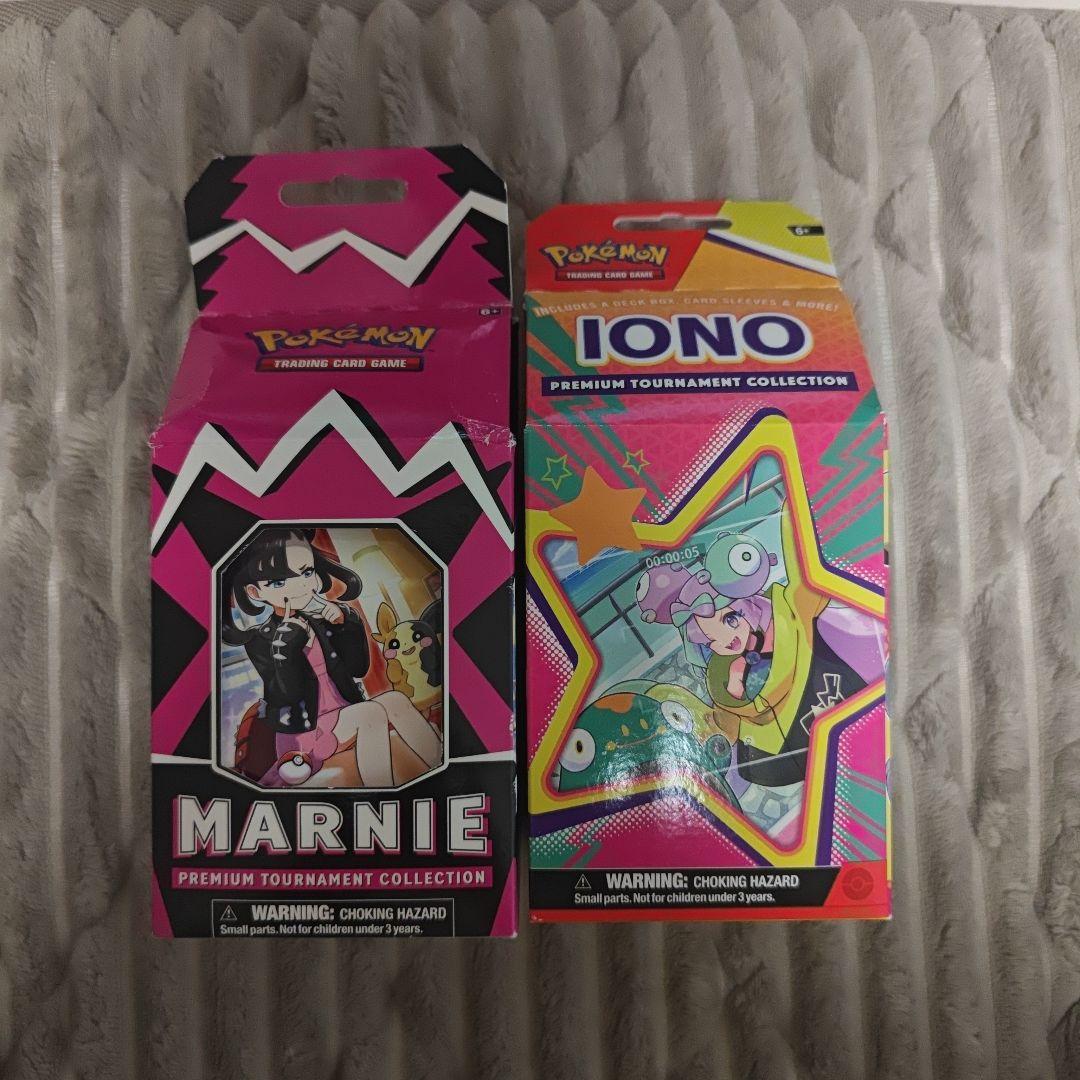 6+
POKéMON
TRADING CARD GAME
MARNIE
PREMIUM TOURNAMENT COLLECTION
WARNING: CHOKING HAZARD
Small parts. Not for children under 3 years.
6+
POKéMON
TRADING CARD GAME
INCLUDES A DECK BOX, CARD SLEEVES & MORE!
IONO
PREMIUM TOURNAMENT COLLECTION
00:00:05
WARNING: CHOKING HAZARD
Small parts. Not for children under 3 years.